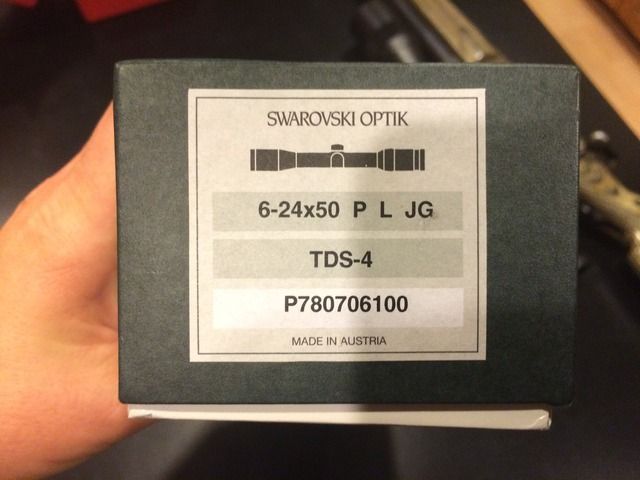 SWAROVSKI OPTIK
6-24x50 P L JG
TDS-4
P780706100
MADE IN AUSTRIA